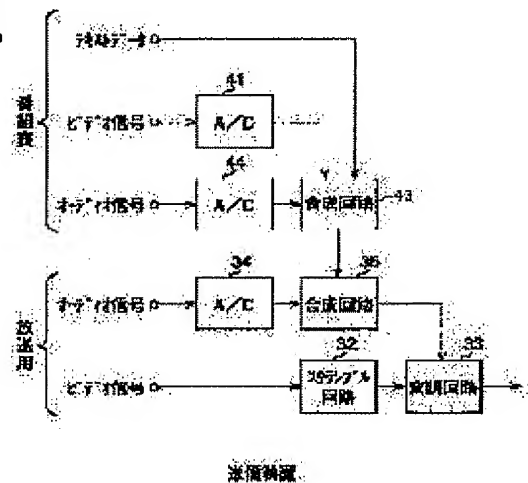 テキストデータ
41
ビデオ信号
A/C
番組表
44
オーディオ信号
A/C
合成回路
43
34
35
オーディオ信号
A/C
合成回路
放送用
32
33
ビデオ信号
スクランブル
回路
変調回路
送信装置